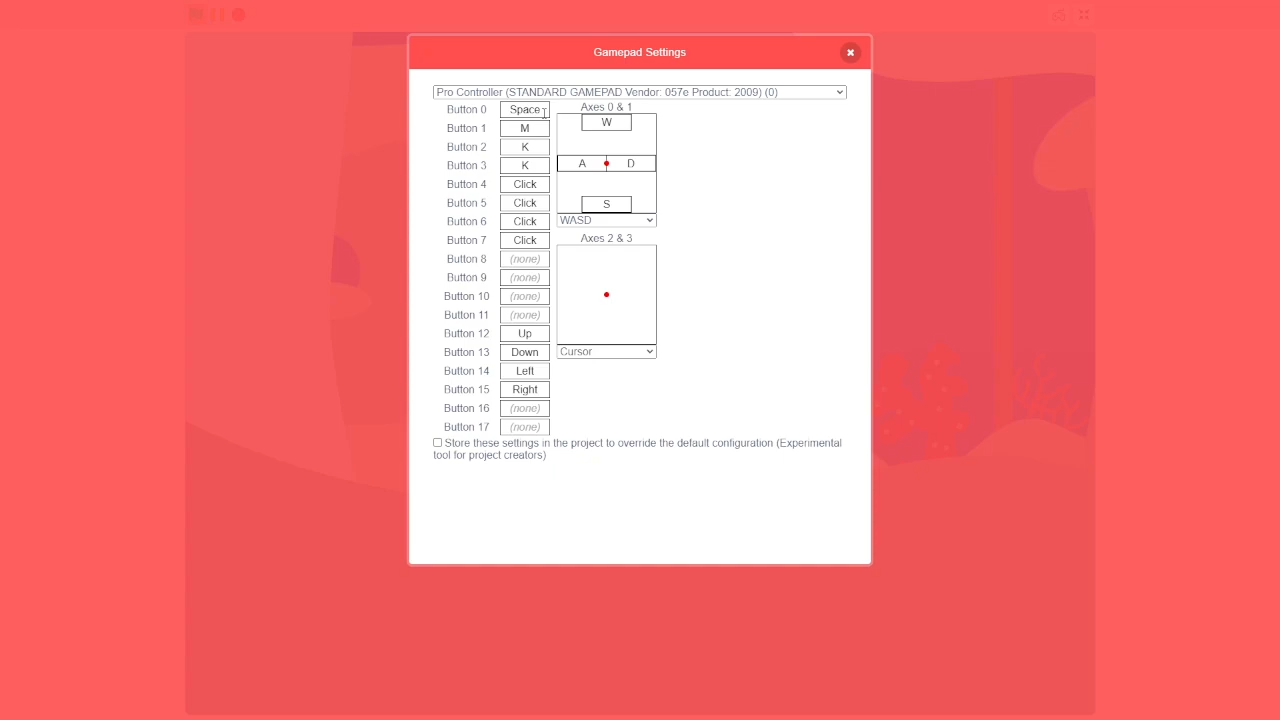 Gamepad Settings
Pro Controller (STANDARD GAMEPAD Vendor: 057e Product: 2009) (0)
Button 0 Space
Button 1 M
Button 2 K
Button 3 K
Button 4 Click
Button 5 Click
Button 6 Click
Button 7 Click
Button 8 (none)
Button 9 (none)
Button 10 (none)
Button 11 (none)
Button 12 Up
Button 13 Down
Button 14 Left
Button 15 Right
Button 16 (none)
Button 17 (none)
Axes 0 & 1
W
A D
S
WASD
Axes 2 & 3
Cursor
Store these settings in the project to override the default configuration (Experimental
tool for project creators)